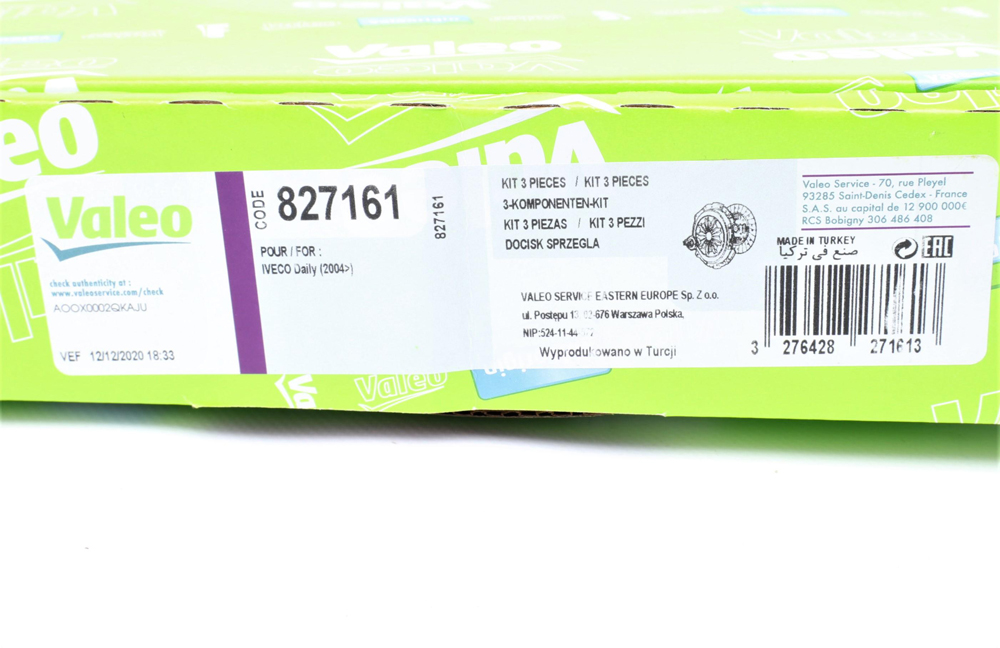 Valeo
Valeo
check authenticity at :
www.valeoservice.com/check
AOOX0002QKAJU
VEF 12/12/2020 18:33
CODE 827161
POUR / FOR :
IVECO Daily (2004>)
827161
KIT 3 PIECES / KIT 3 PIECES
3-KOMPONENTEN-KIT
KIT 3 PIEZAS / KIT 3 PEZZI
DOCISK SPRZEGLA
VALEO SERVICE EASTERN EUROPE Sp. Z o.o.
ul. Postępu Warszawa Polska.
Wyprodukowano w Turcji
Valeo Service - 70, rue Pleyel
93285 Saint-Denis Cedex - France
S.A.S. au capital de 12 900 000€
RCS Bobigny 306 486 408
MADE IN TURKEY
صنع في تركيا
EAC
3 276428 271613
Valeo